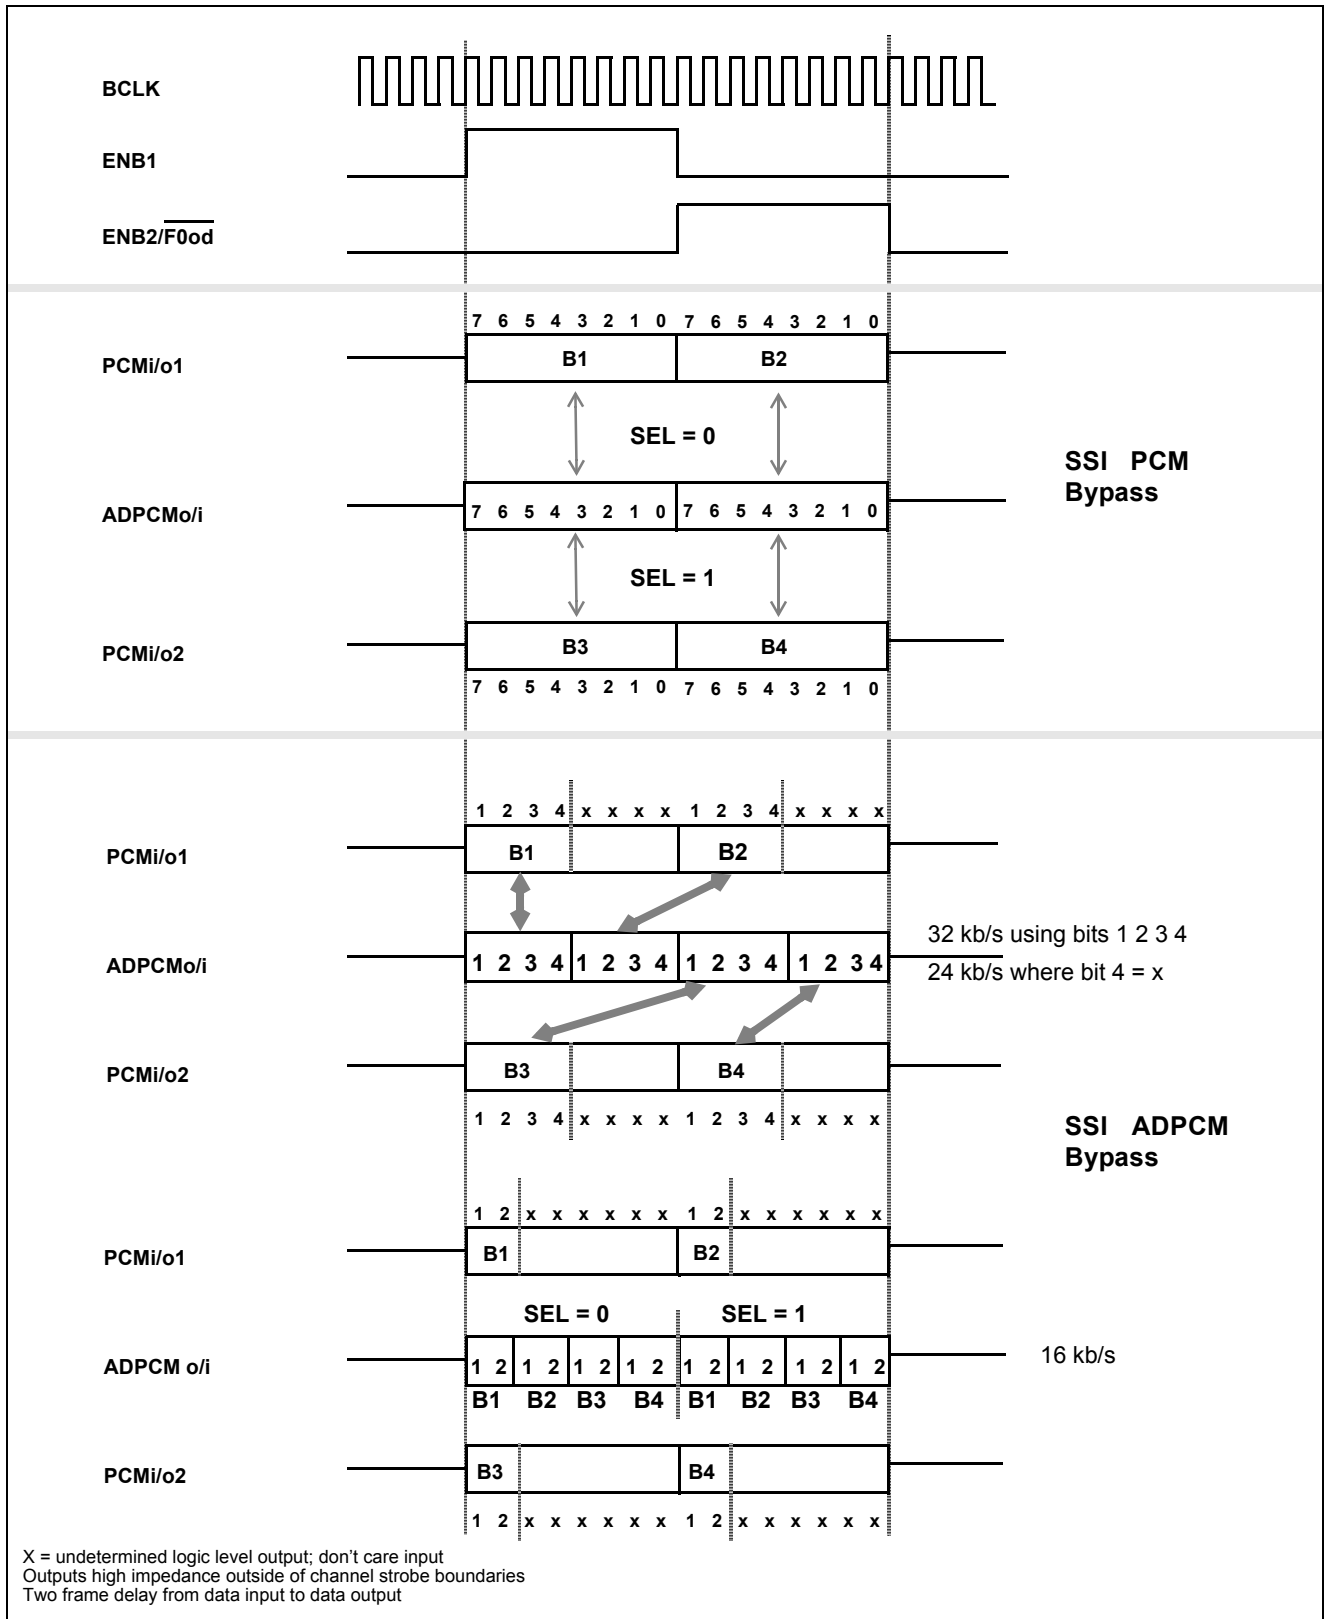 BCLK
ENB1
ENB2/F0od
7 6 5 4 3 2 1 0 7 6 5 4 3 2 1 0
PCMi/o1
B1 B2
SEL = 0
SSI PCM
Bypass
ADPCMo/i
7 6 5 4 3 2 1 0 7 6 5 4 3 2 1 0
SEL = 1
PCMi/o2
B3 B4
7 6 5 4 3 2 1 0 7 6 5 4 3 2 1 0
1 2 3 4 x x x x 1 2 3 4 x x x x
PCMi/o1
B1 B2
32 kb/s using bits 1 2 3 4
ADPCMo/i
1 2 3 4 1 2 3 4 1 2 3 4 1 2 3 4
24 kb/s where bit 4 = x
PCMi/o2
B3 B4
1 2 3 4 x x x x 1 2 3 4 x x x x
SSI ADPCM
Bypass
1 2 x x x x x x 1 2 x x x x x x
PCMi/o1
B1 B2
SEL = 0 SEL = 1
ADPCM o/i
1 2 1 2 1 2 1 2 1 2 1 2 1 2 1 2
16 kb/s
B1 B2 B3 B4 B1 B2 B3 B4
PCMi/o2
B3 B4
1 2 x x x x x x 1 2 x x x x x x
X = undetermined logic level output; don't care input
Outputs high impedance outside of channel strobe boundaries
Two frame delay from data input to data output